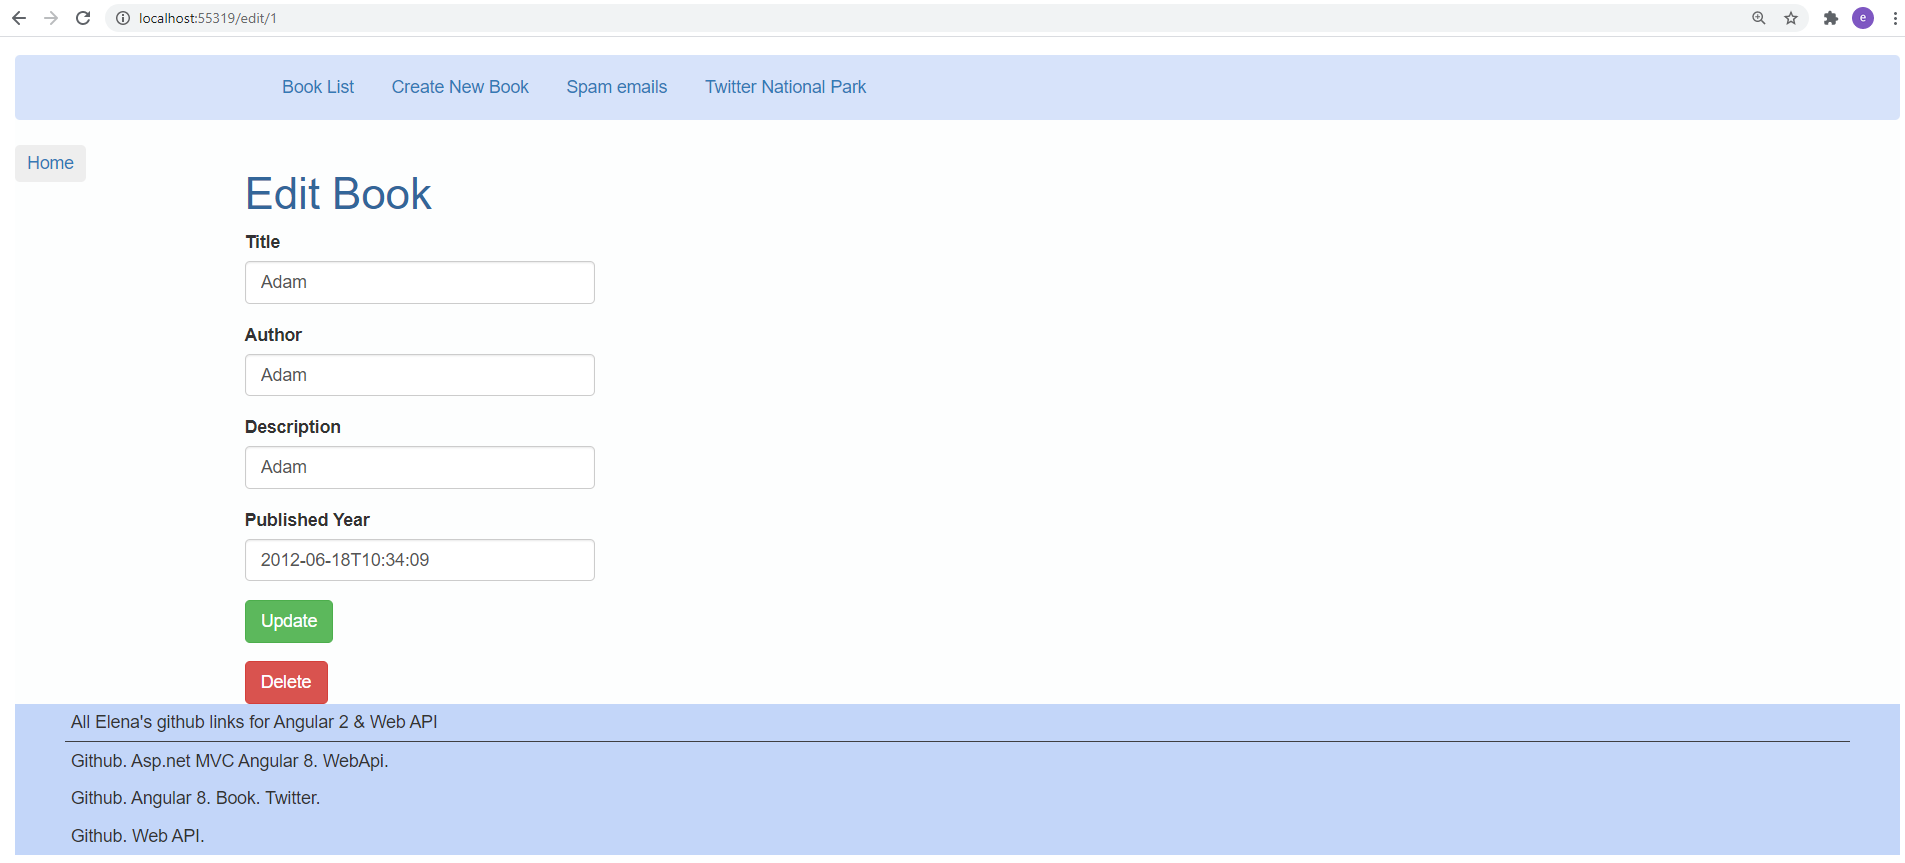 localhost:55319/edit/1
e
Book List Create New Book Spam emails Twitter National Park
Home
Edit Book
Title
Adam
Author
Adam
Description
Adam
Published Year
2012-06-18T10:34:09
Update
Delete
All Elena's github links for Angular 2 & Web API
Github. Asp.net MVC Angular 8. WebApi.
Github. Angular 8. Book. Twitter.
Github. Web API.